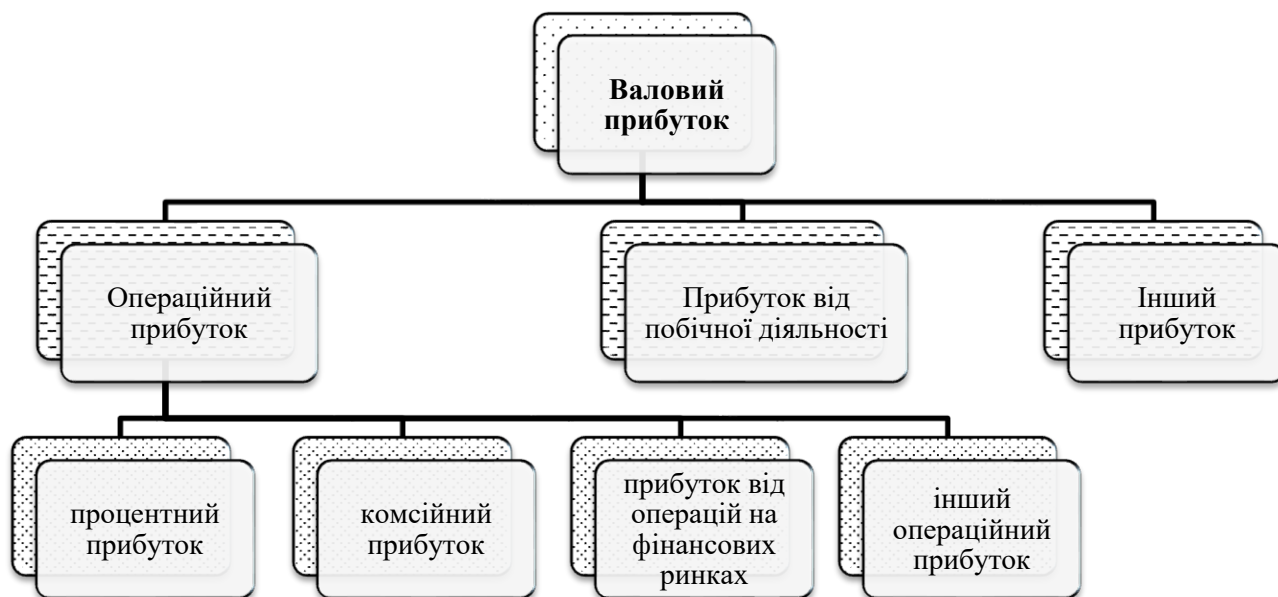 Валовий
прибуток
Операційний
прибуток
Прибуток від
побічної діяльності
Інший
прибуток
процентний
прибуток
комсійний
прибуток
прибуток від
операцій на
фінансових
ринках
інший
операційний
прибуток